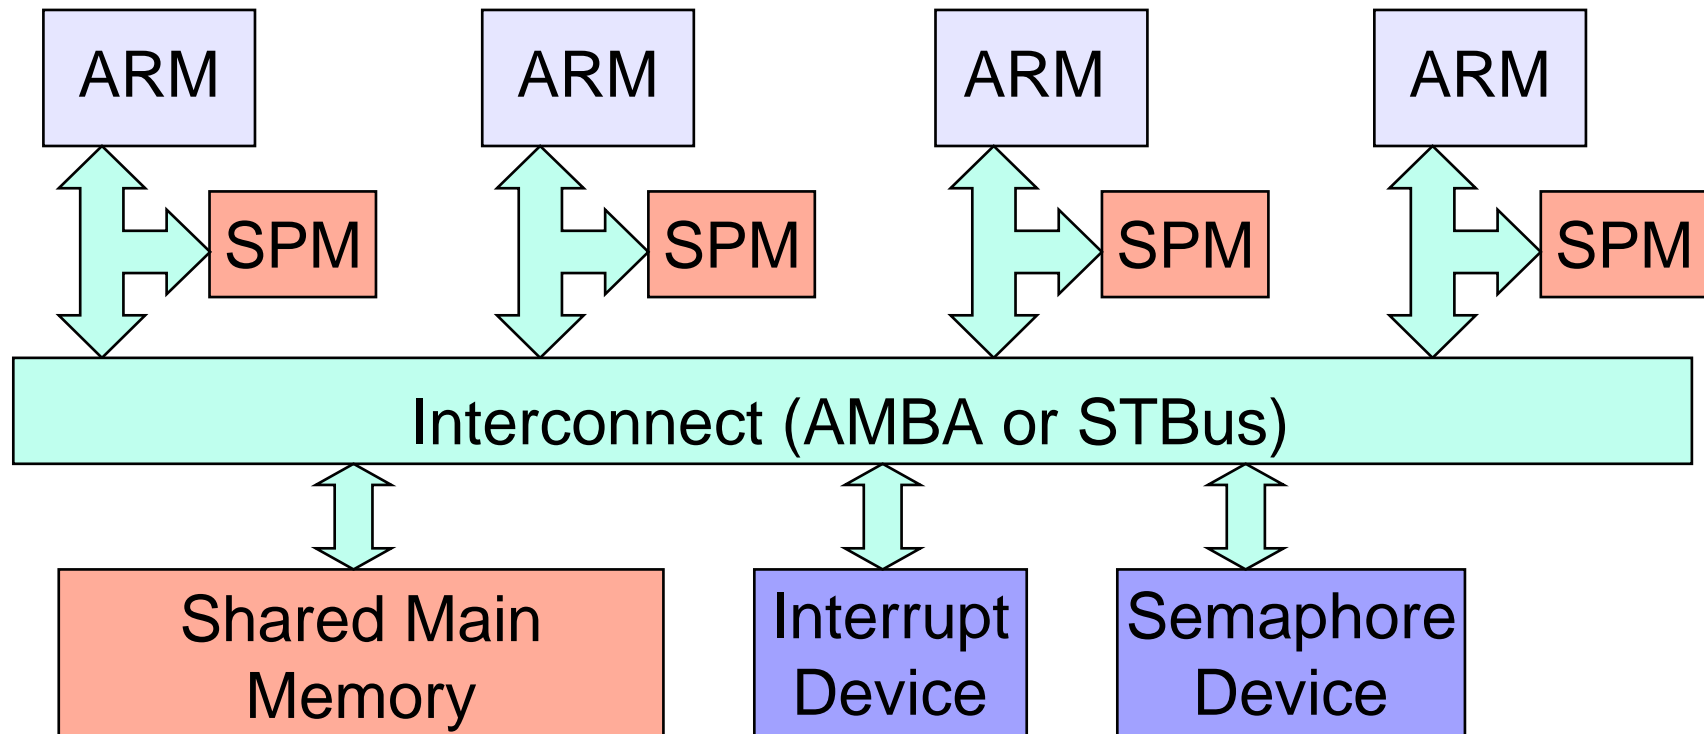 ARM
ARM
ARM
ARM
SPM
SPM
SPM
SPM
Interconnect (AMBA or STBus)
Shared Main
Memory
Interrupt
Device
Semaphore
Device